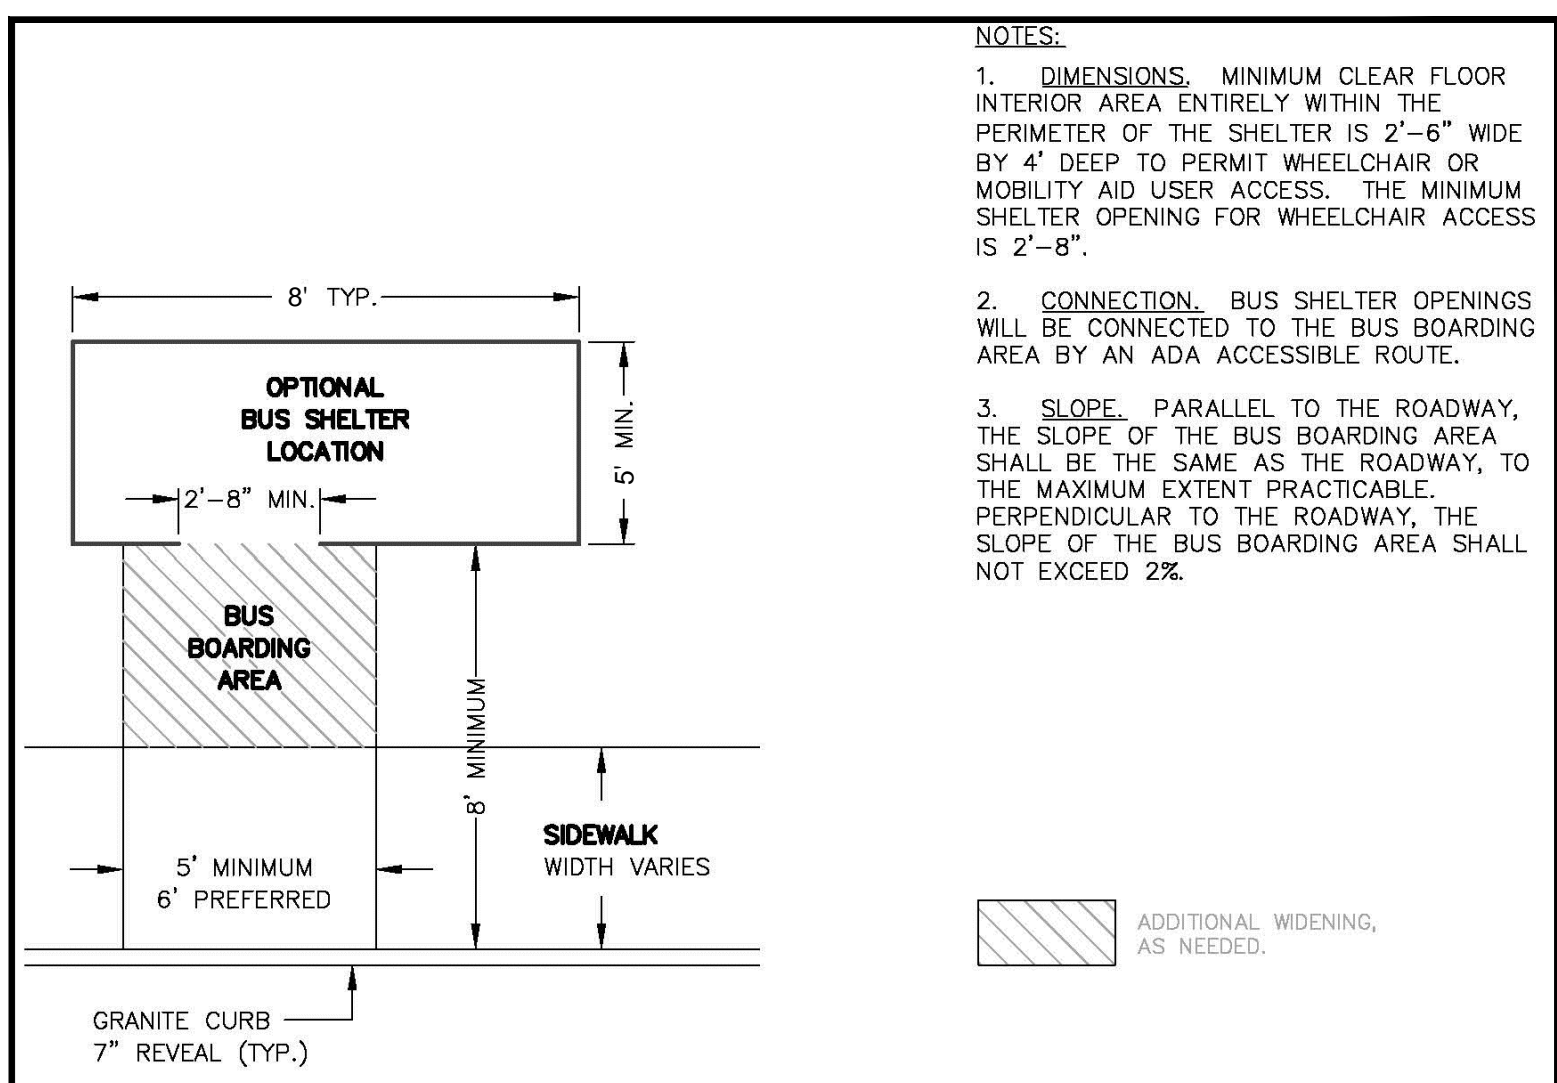 NOTES:
1. DIMENSIONS. MINIMUM CLEAR FLOOR
INTERIOR AREA ENTIRELY WITHIN THE
PERIMETER OF THE SHELTER IS 2'-6" WIDE
BY 4' DEEP TO PERMIT WHEELCHAIR OR
MOBILITY AID USER ACCESS. THE MINIMUM
SHELTER OPENING FOR WHEELCHAIR ACCESS
IS 2'-8".
2. CONNECTION. BUS SHELTER OPENINGS
WILL BE CONNECTED TO THE BUS BOARDING
AREA BY AN ADA ACCESSIBLE ROUTE.
3. SLOPE. PARALLEL TO THE ROADWAY,
THE SLOPE OF THE BUS BOARDING AREA
SHALL BE THE SAME AS THE ROADWAY, TO
THE MAXIMUM EXTENT PRACTICABLE.
PERPENDICULAR TO THE ROADWAY, THE
SLOPE OF THE BUS BOARDING AREA SHALL
NOT EXCEED 2%.
8' TYP.
OPTIONAL
BUS SHELTER
LOCATION
5' MIN.
2'-8" MIN.
BUS
BOARDING
AREA
8' MINIMUM
SIDEWALK
WIDTH VARIES
5' MINIMUM
6' PREFERRED
GRANITE CURB
7" REVEAL (TYP.)
ADDITIONAL WIDENING,
AS NEEDED.